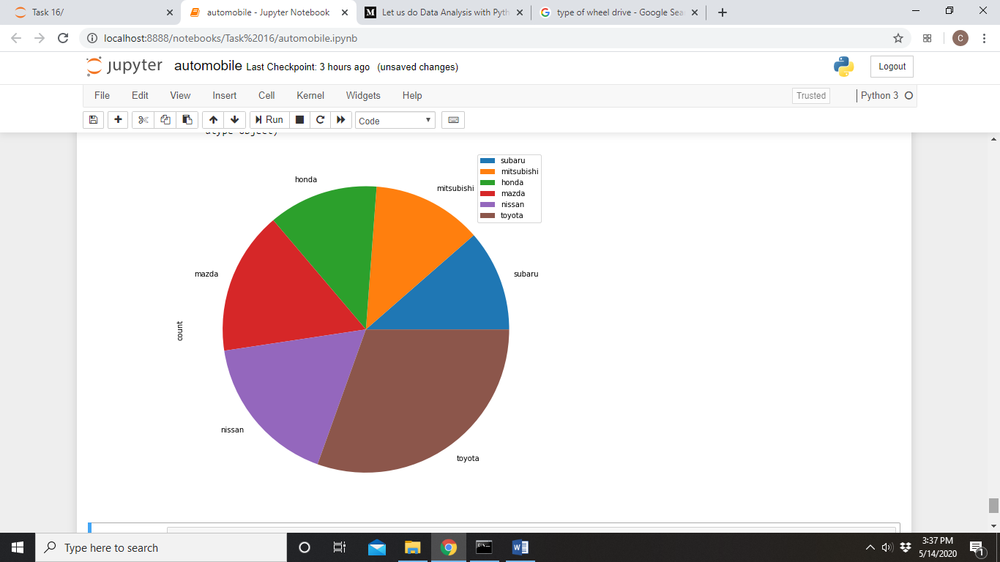 Task 16/
automobile - Jupyter Notebook
Let us do Data Analysis with Pyth
type of wheel drive - Google Sea
localhost:8888/notebooks/Task%2016/automobile.ipynb
C
jupyter automobile Last Checkpoint: 3 hours ago (unsaved changes)
Logout
File Edit View Insert Cell Kernel Widgets Help
Trusted
Python 3
Run
Code
subaru
mitsubishi
honda
mazda
nissan
toyota
honda
mitsubishi
mazda
subaru
count
nissan
toyota
Type here to search
3:37 PM
5/14/2020
1